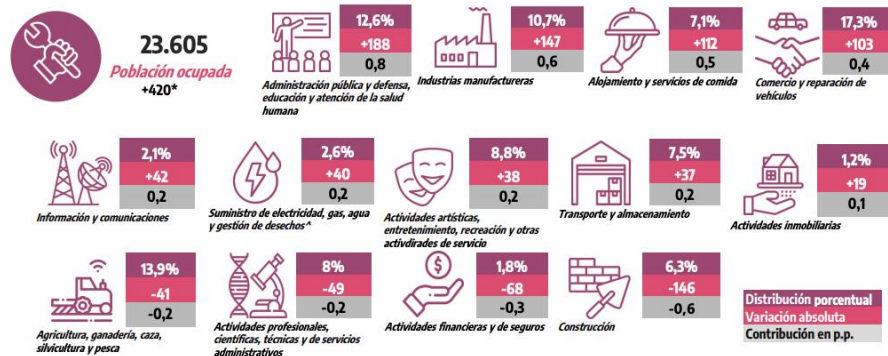 23.605
Población ocupada
+420*
12,6%
+188
0,8
Administración pública y defensa,
educación y atención de la salud
humana
10,7%
+147
0,6
Industrias manufactureras
7,1%
+112
0,5
Alojamiento y servicios de comida
17,3%
+103
0,4
Comercio y reparación de
vehículos
2,1%
+42
0,2
Información y comunicaciones
2,6%
+40
0,2
Suministro de electricidad, gas, agua
y gestión de desechos^
8,8%
+38
0,2
Actividades artísticas,
entretenimiento, recreación y otras
activdirades de servicio
7,5%
+37
0,2
Transporte y almacenamiento
1,2%
+19
0,1
Actividades inmobiliarias
13,9%
-41
-0,2
Agricultura, ganadería, caza,
silvicultura y pesca
8%
-49
-0,2
Actividades profesionales,
científicas, técnicas y de servicios
administrativos
$
1,8%
-68
-0,3
Actividades financieras y de seguros
6,3%
-146
-0,6
Construcción
Distribución porcentual
Variación absoluta
Contribución en p.p.